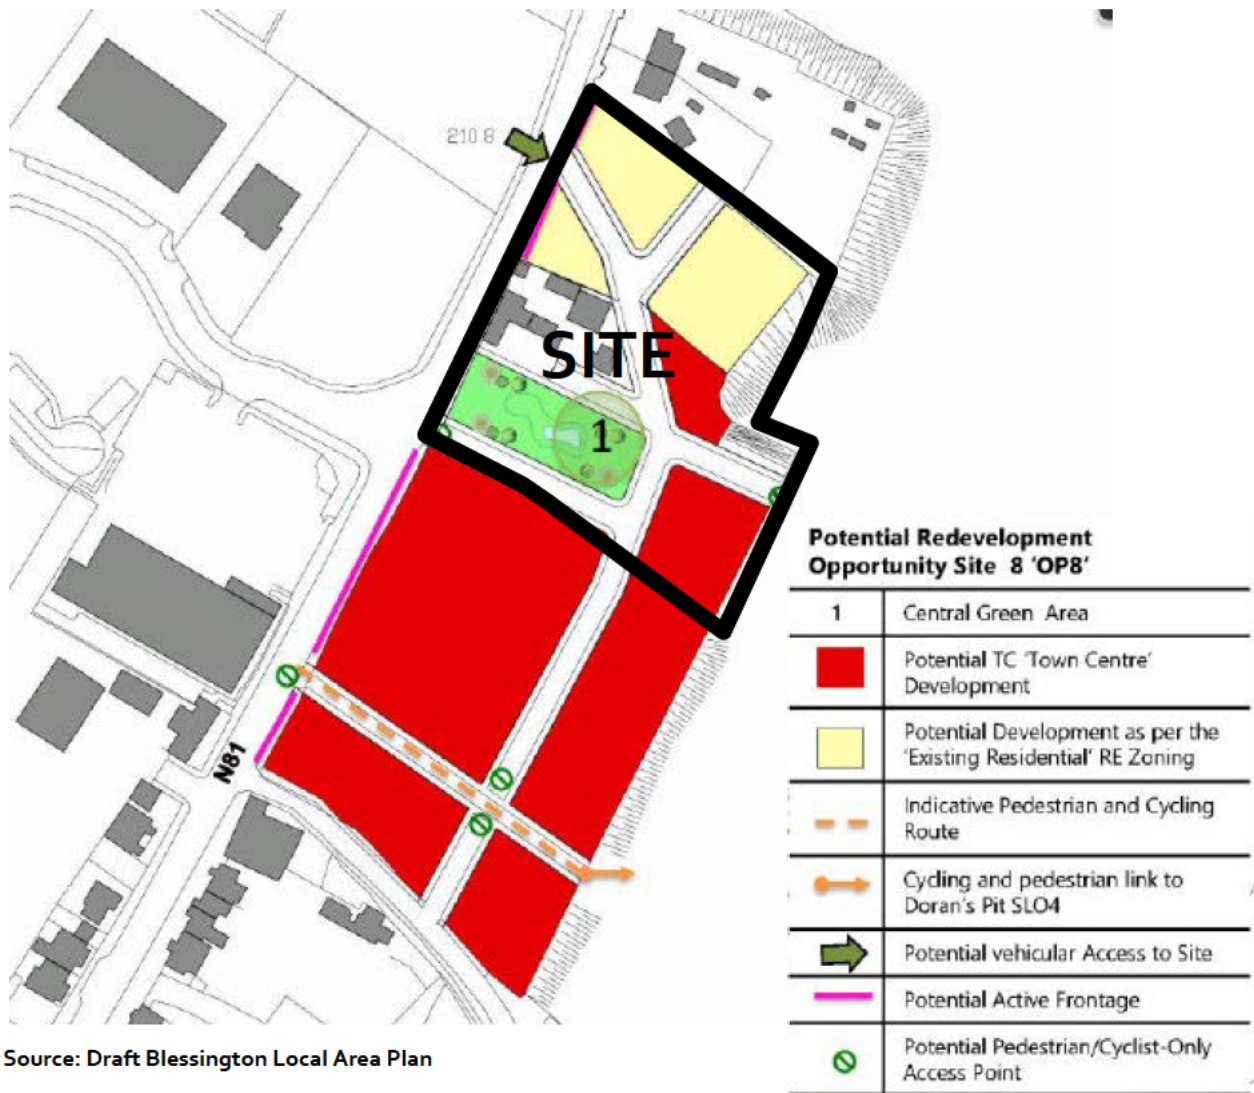 210.8
SITE
1
N81
Potential Redevelopment
Opportunity Site 8 'OP8'
1 Central Green Area
Potential TC 'Town Centre'
Development
Potential Development as per the
'Existing Residential' RE Zoning
Indicative Pedestrian and Cycling
Route
Cycling and pedestrian link to
Doran's Pit SLO4
Potential vehicular Access to Site
Potential Active Frontage
Potential Pedestrian/Cyclist-Only
Access Point
Source: Draft Blessington Local Area Plan